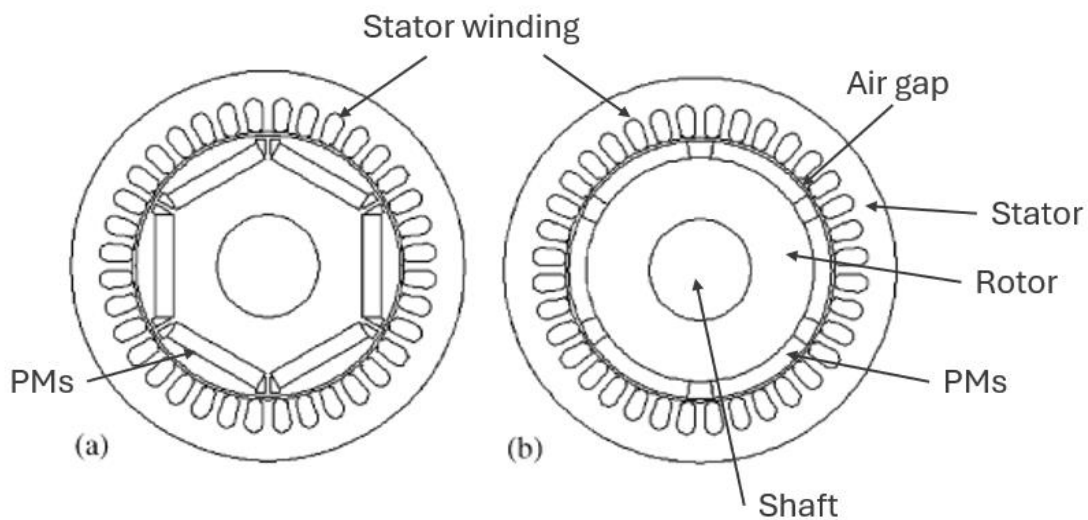 Stator winding
Air gap
Stator
Rotor
PMs
PMs
(a)
(b)
Shaft